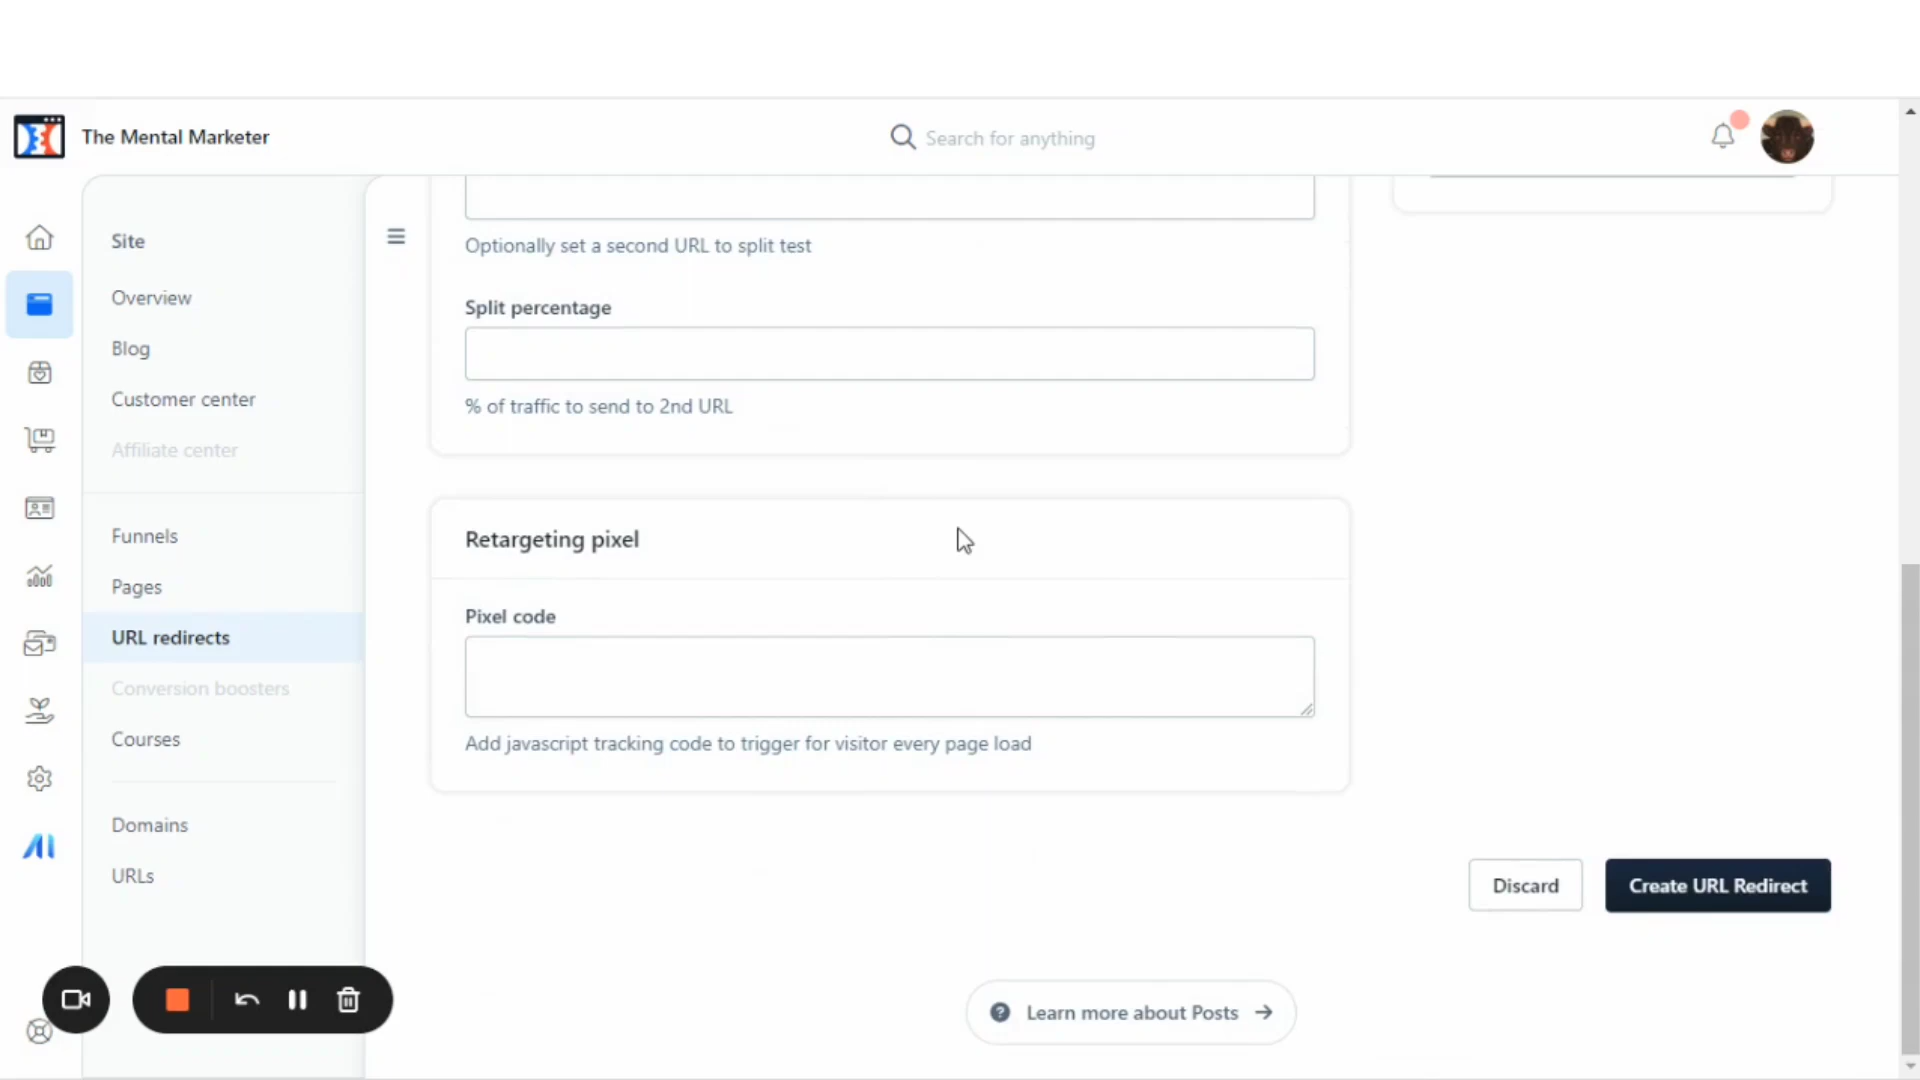 The Mental Marketer
Search for anything
Site
Overview
Blog
Customer center
Affiliate center
Funnels
Pages
URL redirects
Conversion boosters
Courses
Domains
URLs
Optionally set a second URL to split test
Split percentage
% of traffic to send to 2nd URL
Retargeting pixel
Pixel code
Add javascript tracking code to trigger for visitor every page load
Discard
Create URL Redirect
Learn more about Posts